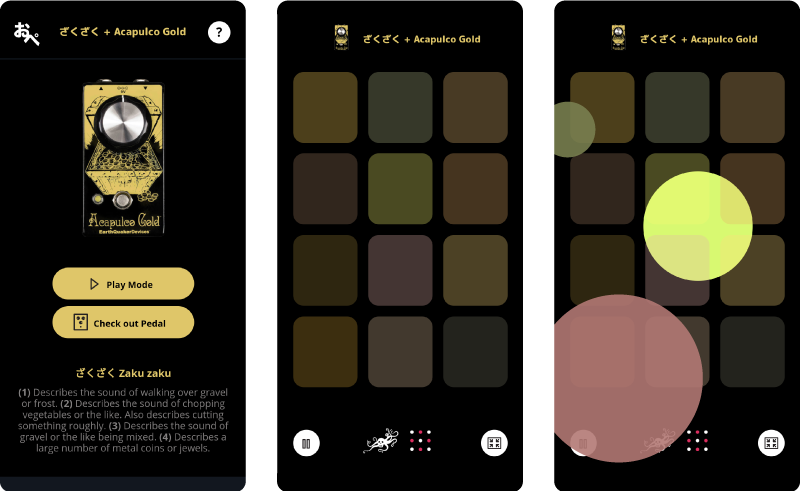 おぺ
ざくざく + Acapulco Gold
?
Acapulco Gold
EarthQuaker Devices
Play Mode
Check out Pedal
ざくざく Zaku zaku
(1) Describes the sound of walking over gravel
or frost. (2) Describes the sound of chopping
vegetables or the like. Also describes cutting
something roughly. (3) Describes the sound of
gravel or the like being mixed. (4) Describes a
large number of metal coins or jewels.
ざくざく + Acapulco Gold
ざくざく + Acapulco Gold